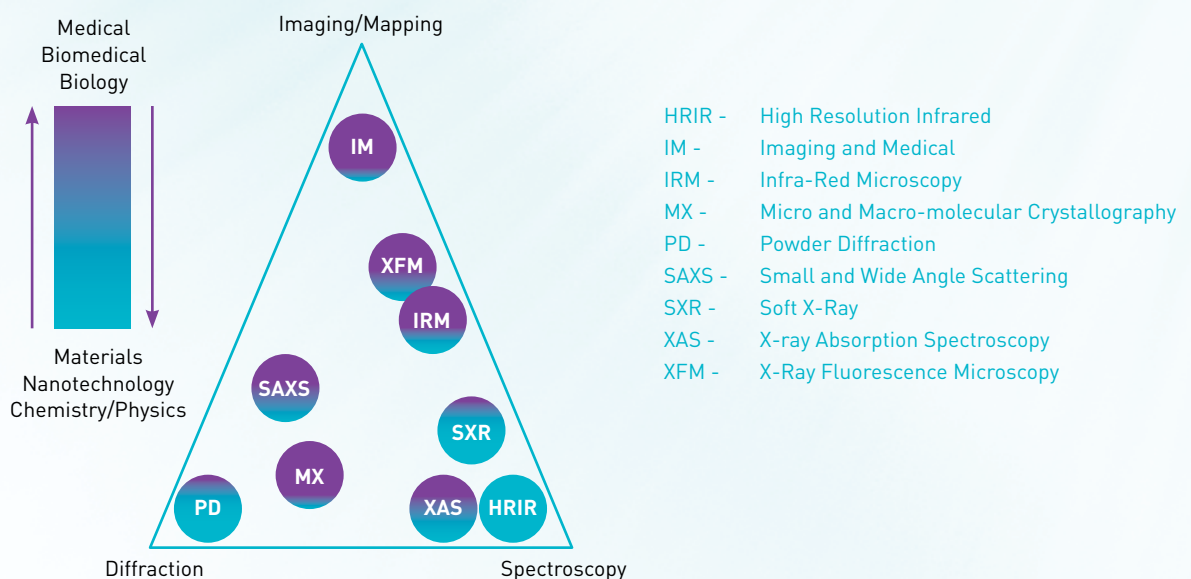 Medical
Biomedical
Biology
Materials
Nanotechnology
Chemistry/Physics
Imaging/Mapping
IM
XFM
IRM
SAXS
SXR
MX
PD
XAS
HRIR
Diffraction
Spectroscopy
HRIR - High Resolution Infrared
IM - Imaging and Medical
IRM - Infra-Red Microscopy
MX - Micro and Macro-molecular Crystallography
PD - Powder Diffraction
SAXS - Small and Wide Angle Scattering
SXR - Soft X-Ray
XAS - X-ray Absorption Spectroscopy
XFM - X-Ray Fluorescence Microscopy